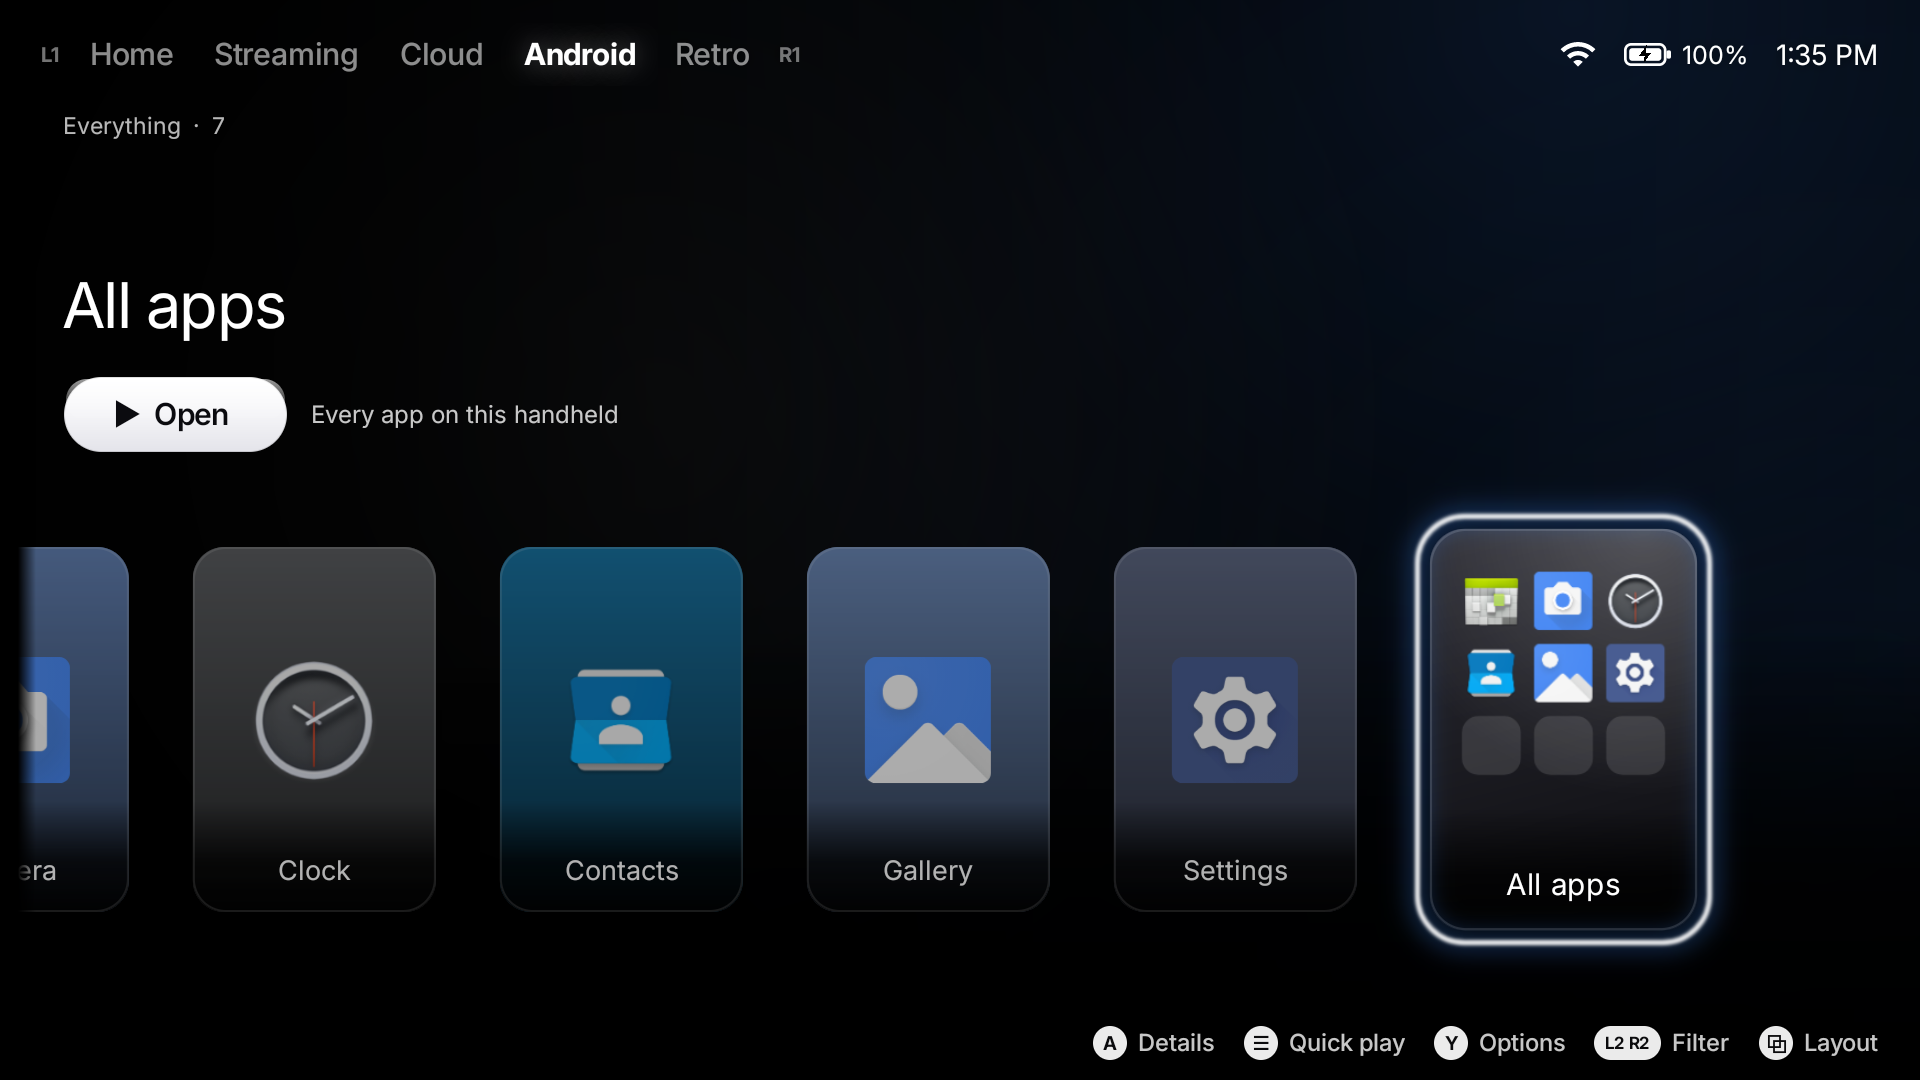 L1 Home Streaming Cloud Android Retro R1 100% 1:35 PM
Everything · 7
All apps
Open Every app on this handheld
era Clock Contacts Gallery Settings All apps
A Details Quick play Y Options L2 R2 Filter Layout